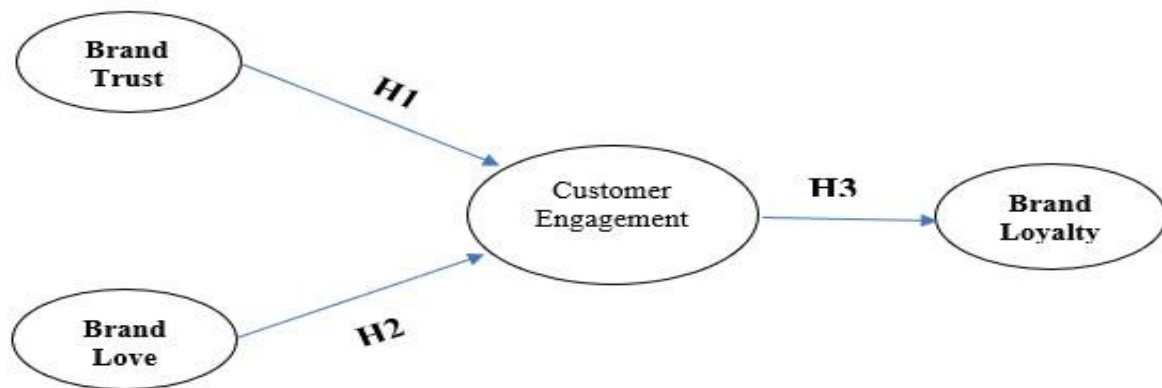 Brand
Trust
H1
Customer
Engagement
H3
Brand
Loyalty
H2
Brand
Love